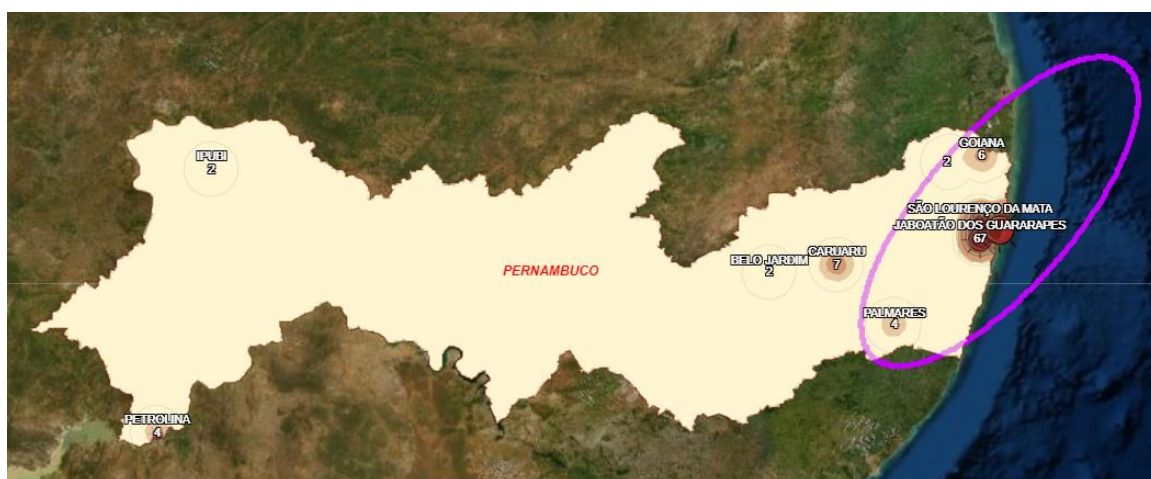 IPUBI
2
GOIANA
6
2
SÃO LOURENÇO DA MATA
JABOATÃO DOS GUARARAPES
67
BELO JARDIM
2
CARUARU
7
PERNAMBUCO
PALMARES
4
PETROLINA
4